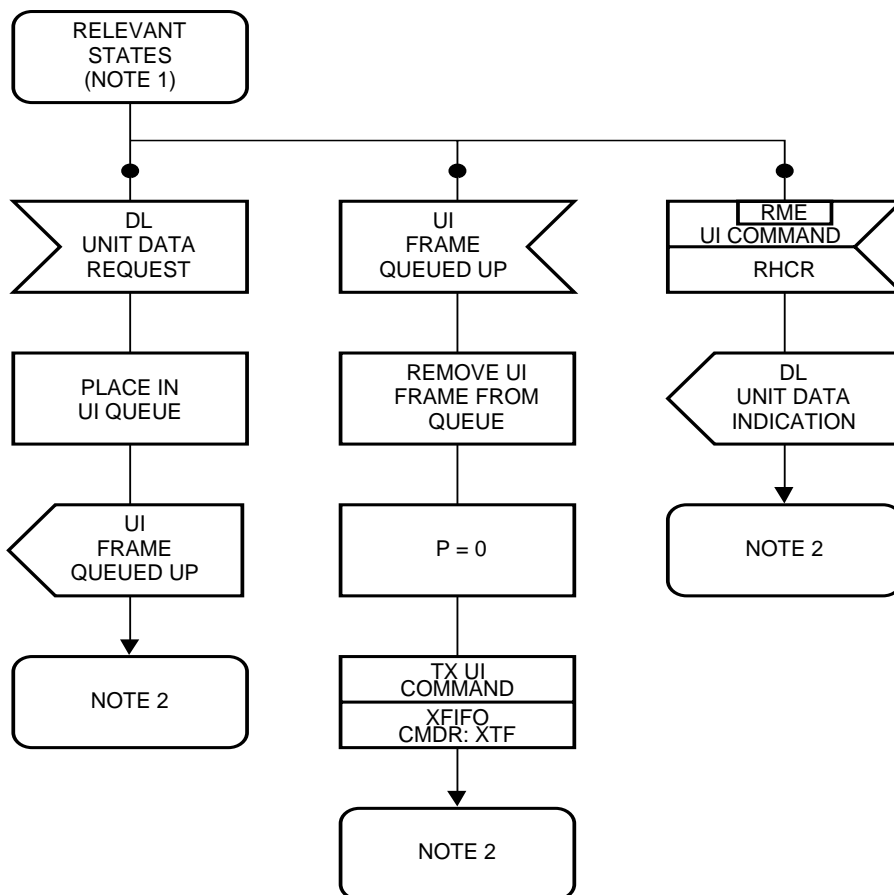 RELEVANT
STATES
(NOTE 1)
DL
UNIT DATA
REQUEST
UI
FRAME
QUEUED UP
RME
UI COMMAND
RHCR
PLACE IN
UI QUEUE
REMOVE UI
FRAME FROM
QUEUE
DL
UNIT DATA
INDICATION
UI
FRAME
QUEUED UP
P = 0
NOTE 2
NOTE 2
TX UI
COMMAND
XFIFO
CMDR: XTF
NOTE 2